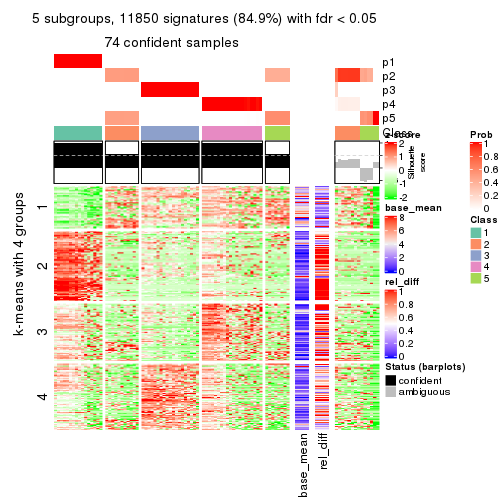 5 subgroups, 11850 signatures (84.9%) with fdr < 0.05
74 confident samples
p1
p2
p3
p4
p5
Class
1
2
3
4
k-means with 4 groups
base_mean
rel_diff
Silhouette
score
z-score
2
1
0
-1
-2
base_mean
8
6
4
2
0
rel_diff
1
0.8
0.6
0.4
0.2
0
Status (barplots)
confident
ambiguous
Prob
1
0.8
0.6
0.4
0.2
0
Class
1
2
3
4
5